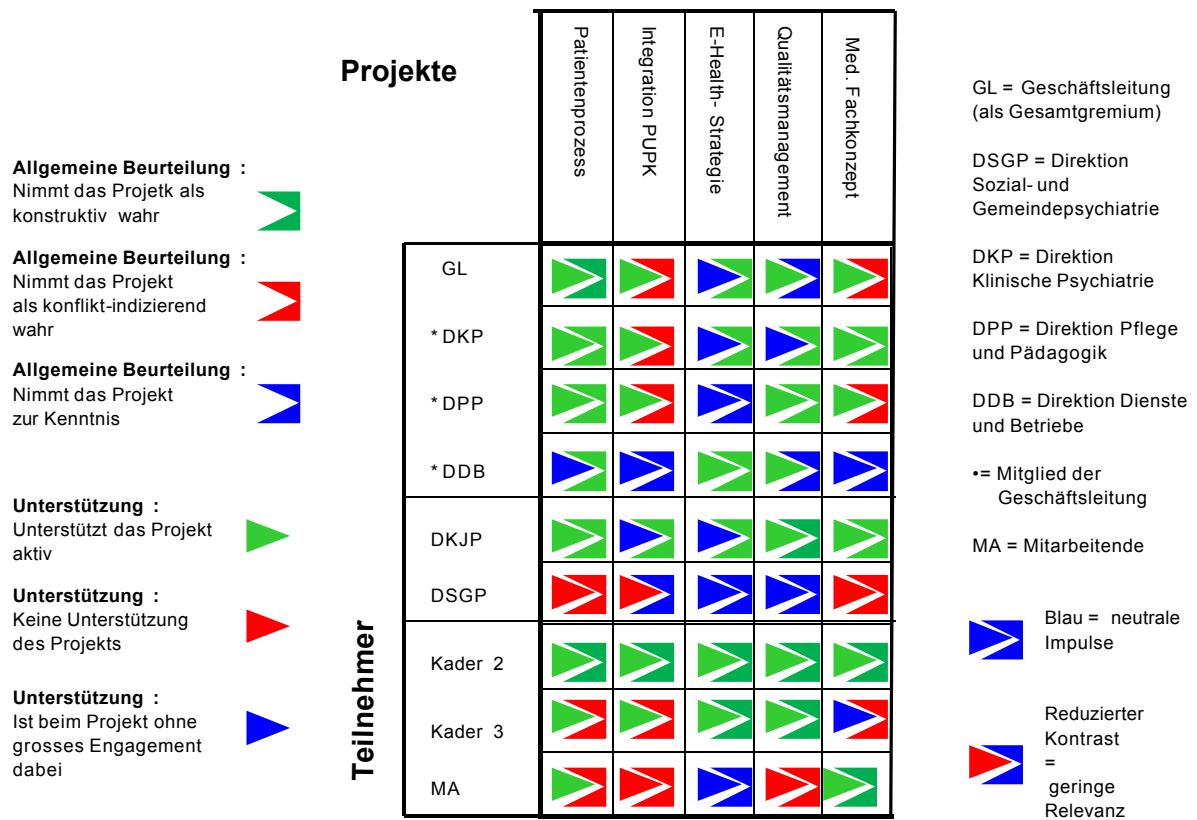 Projekte
Patientenprozess
Integration PUPK
E-Health- Strategie
Qualitätsmanagement
Med. Fachkonzept
Allgemeine Beurteilung :
Nimmt das Projetk als
konstruktiv wahr
Allgemeine Beurteilung :
Nimmt das Projekt
als konflikt-indizierend
wahr
Allgemeine Beurteilung :
Nimmt das Projekt
zur Kenntnis
Unterstützung :
Unterstützt das Projekt
aktiv
Unterstützung :
Keine Unterstützung
des Projekts
Unterstützung :
Ist beim Projekt ohne
grosses Engagement
dabei
Teilnehmer
GL
* DKP
* DPP
* DDB
DKJP
DSGP
Kader 2
Kader 3
MA
GL = Geschäftsleitung
(als Gesamtgremium)
DSGP = Direktion
Sozial- und
Gemeindepsychiatrie
DKP = Direktion
Klinische Psychiatrie
DPP = Direktion Pflege
und Pädagogik
DDB = Direktion Dienste
und Betriebe
•= Mitglied der
Geschäftsleitung
MA = Mitarbeitende
Blau = neutrale
Impulse
Reduzierter
Kontrast
=
geringe
Relevanz